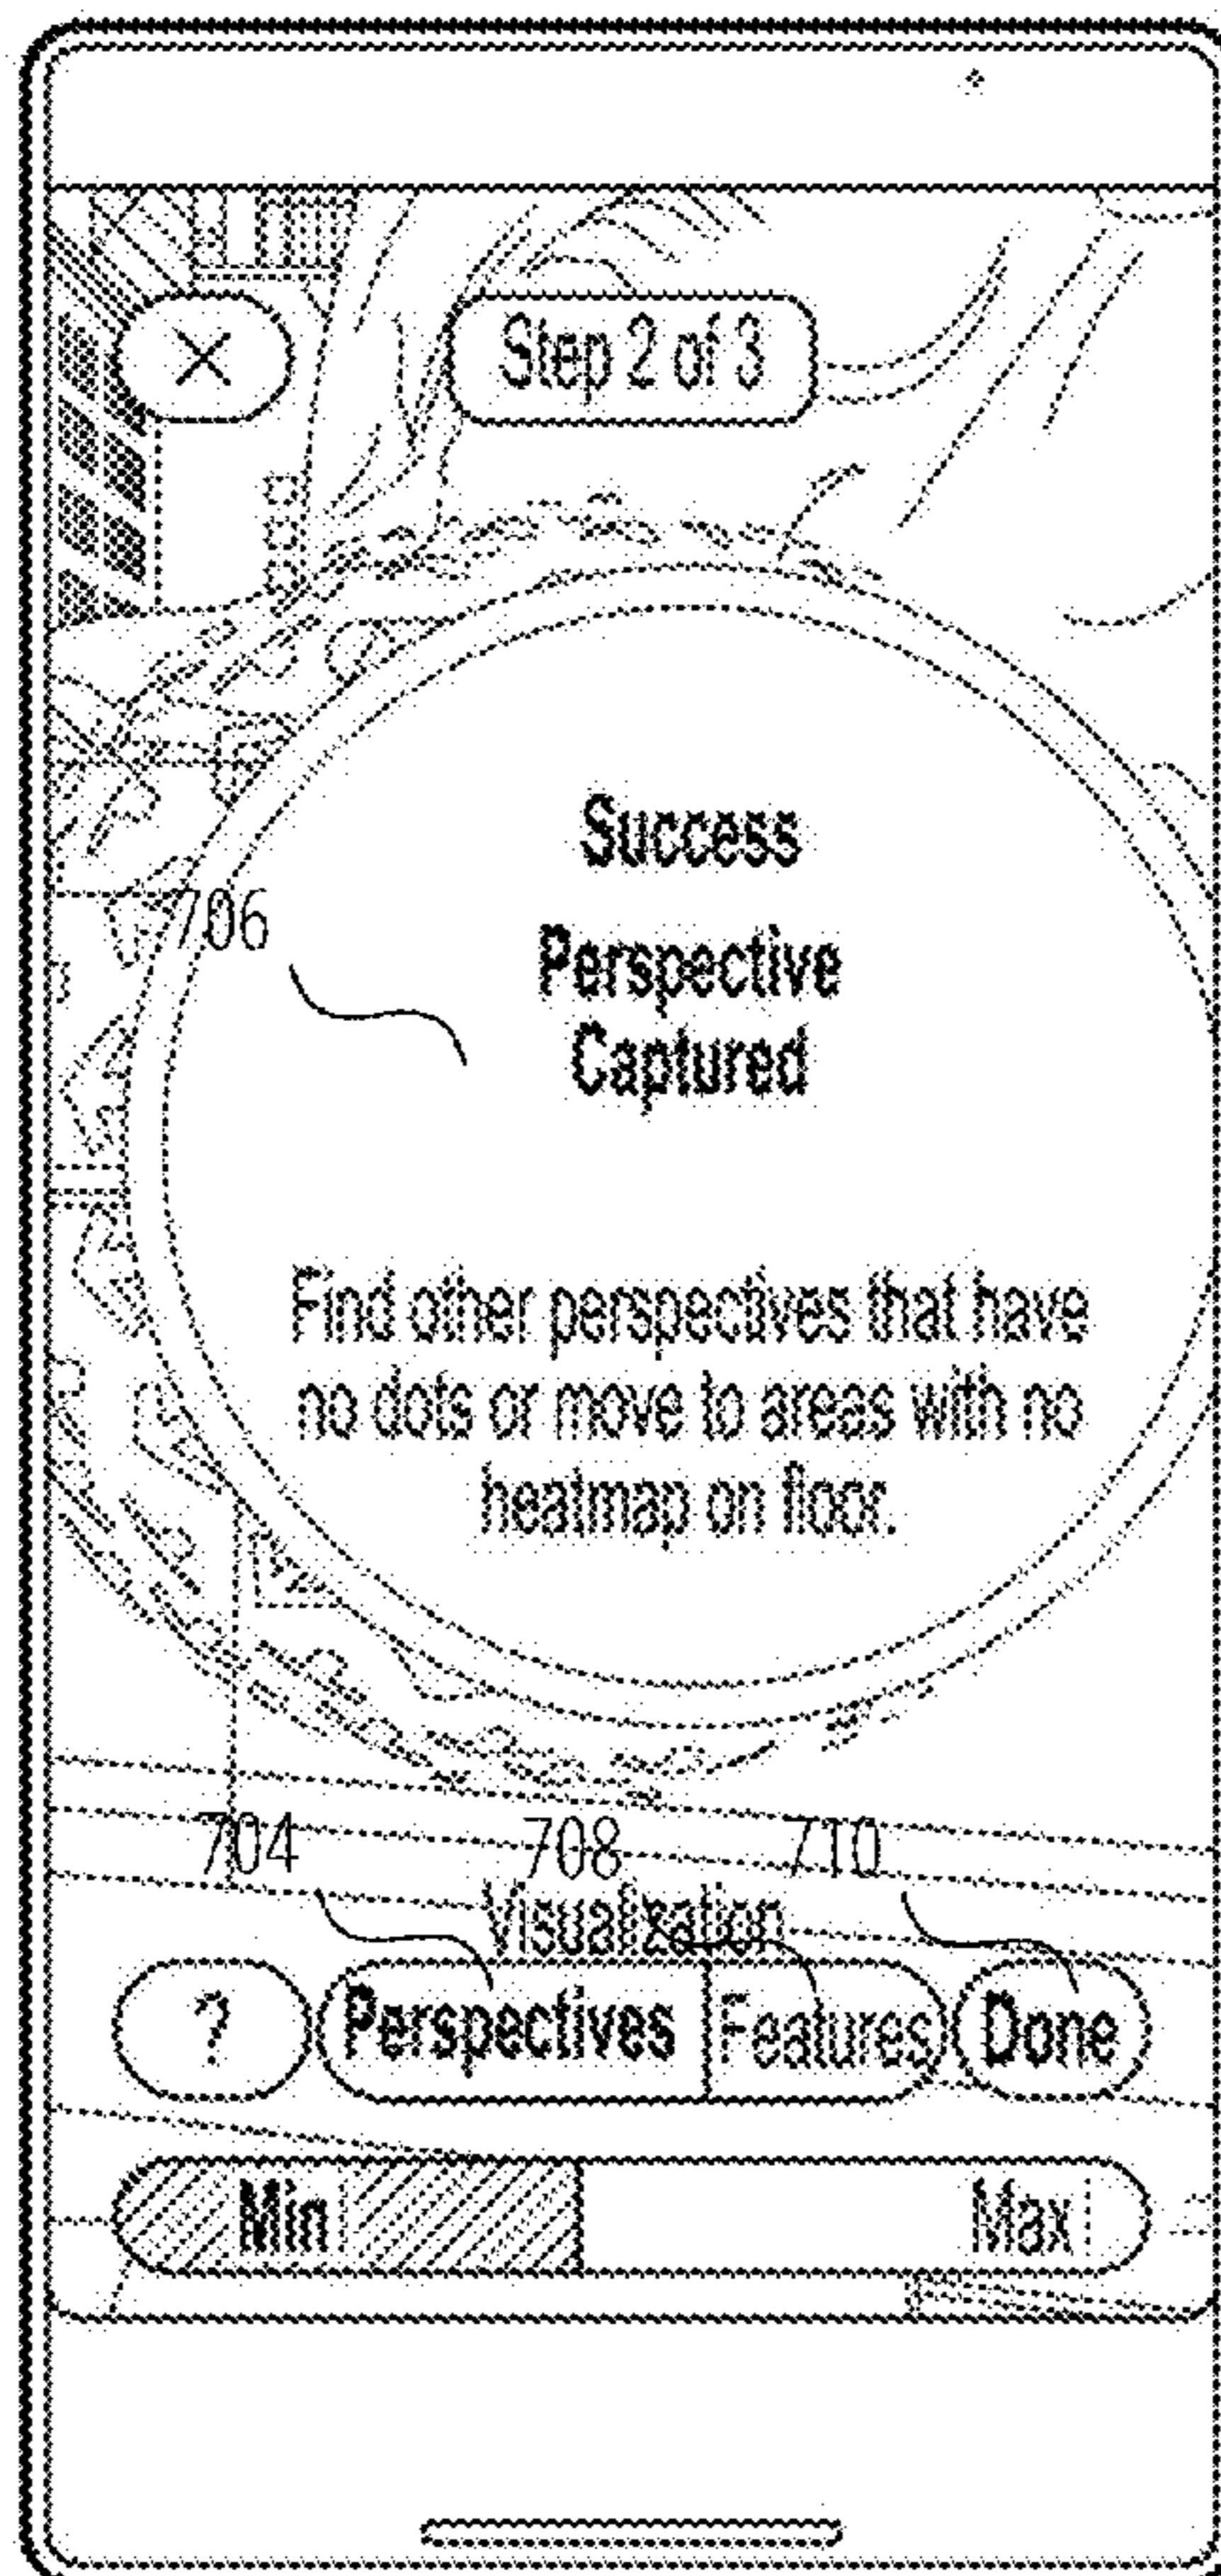 ×
Step 2 of 3
Success
706
Perspective
Captured
Find other perspectives that have
no dots or move to areas with no
heatmap on floor.
704 708 710
Visualization
? Perspectives Features Done
Min Max